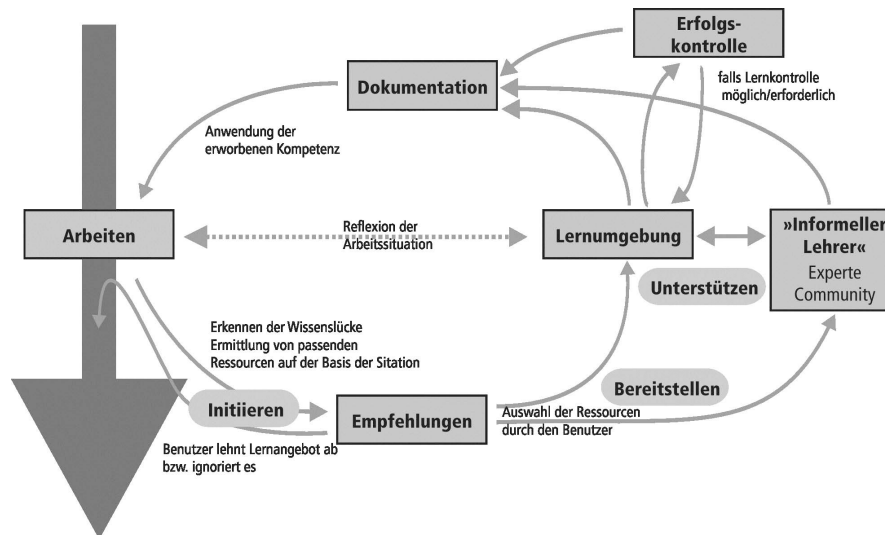 Erfolgs-
kontrolle
falls Lernkontrolle
möglich/erforderlich
Dokumentation
Anwendung der
erworbenen Kompetenz
Arbeiten
Reflexion der
Arbeitssituation
Lernumgebung
»Informeller
Lehrer«
Experte
Community
Unterstützen
Erkennen der Wissenslücke
Ermittlung von passenden
Ressourcen auf der Basis der Sitation
Bereitstellen
Initiieren
Empfehlungen
Auswahl der Ressourcen
durch den Benutzer
Benutzer lehnt Lernangebot ab
bzw. ignoriert es